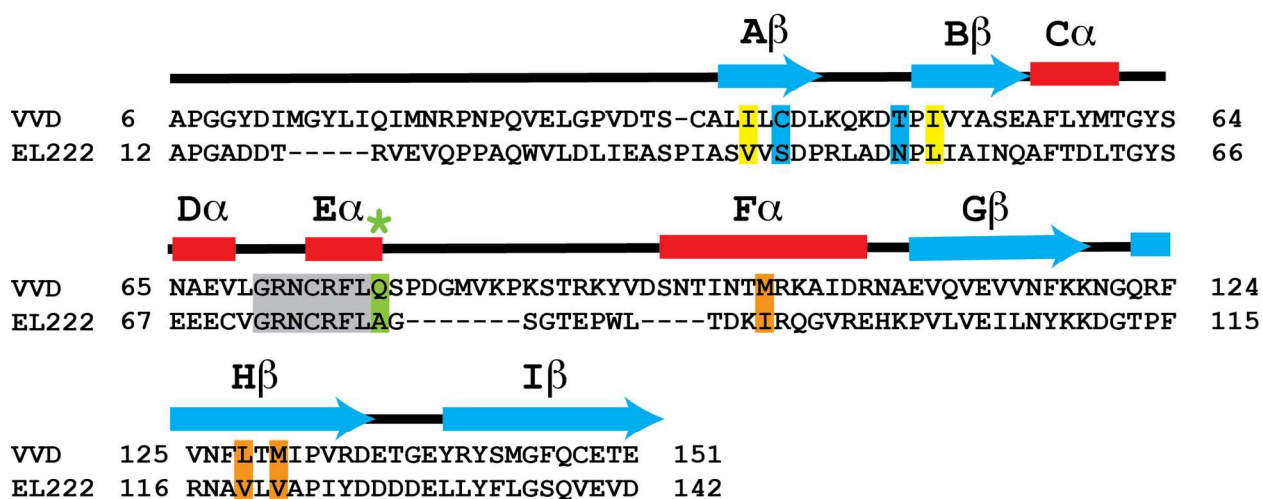 Aβ Bβ Cα
VVD 6 APGGYDIMGYLIQIMNRPNPQVELGPVDTS-CALILCDLKQKDTPIVYASEAFLYMTGYS 64
EL222 12 APGADDT-----RVEVQPPAQWVLDLIEASPIASVVSDPRLADNPLIAINQAFTDLTGYS 66
Dα Eα * Fα Gβ
VVD 65 NAEVLGRNCRFLQSPDGMVKPKSTRKYVDSNTINTMRKAIDRNAEVQVEVVNFKKNGQRF 124
EL222 67 EEECVGRNCRFLAG-------SGTEPWL----TDKIRQGVREHKPVLVEILNYKKDGTPF 115
Hβ Iβ
VVD 125 VNFLTMIPVRDETGEYRYSMGFQCETE 151
EL222 116 RNAVLVAPIYDDDDELLYFLGSQVEVD 142